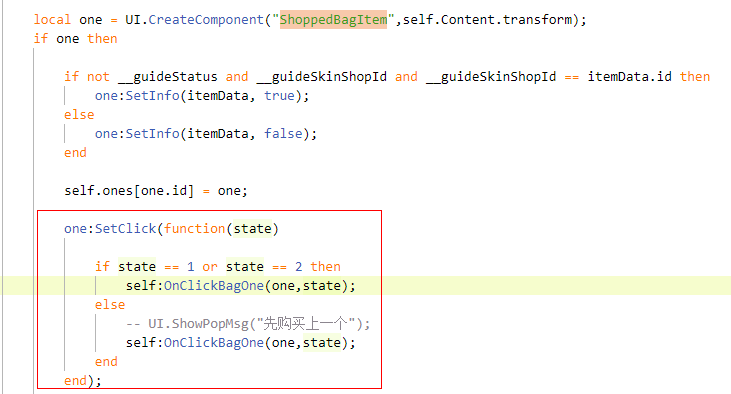 local one = UI.CreateComponent("ShoppedBagItem",self.Content.transform);
if one then
if not __guideStatus and __guideSkinShopId and __guideSkinShopId == itemData.id then
one:SetInfo(itemData, true);
else
one:SetInfo(itemData, false);
end
self.ones[one.id] = one;
one:SetClick(function(state)
if state == 1 or state == 2 then
self:OnClickBagOne(one,state);
else
-- UI.ShowPopMsg("先购买上一个");
self:OnClickBagOne(one,state);
end
end);